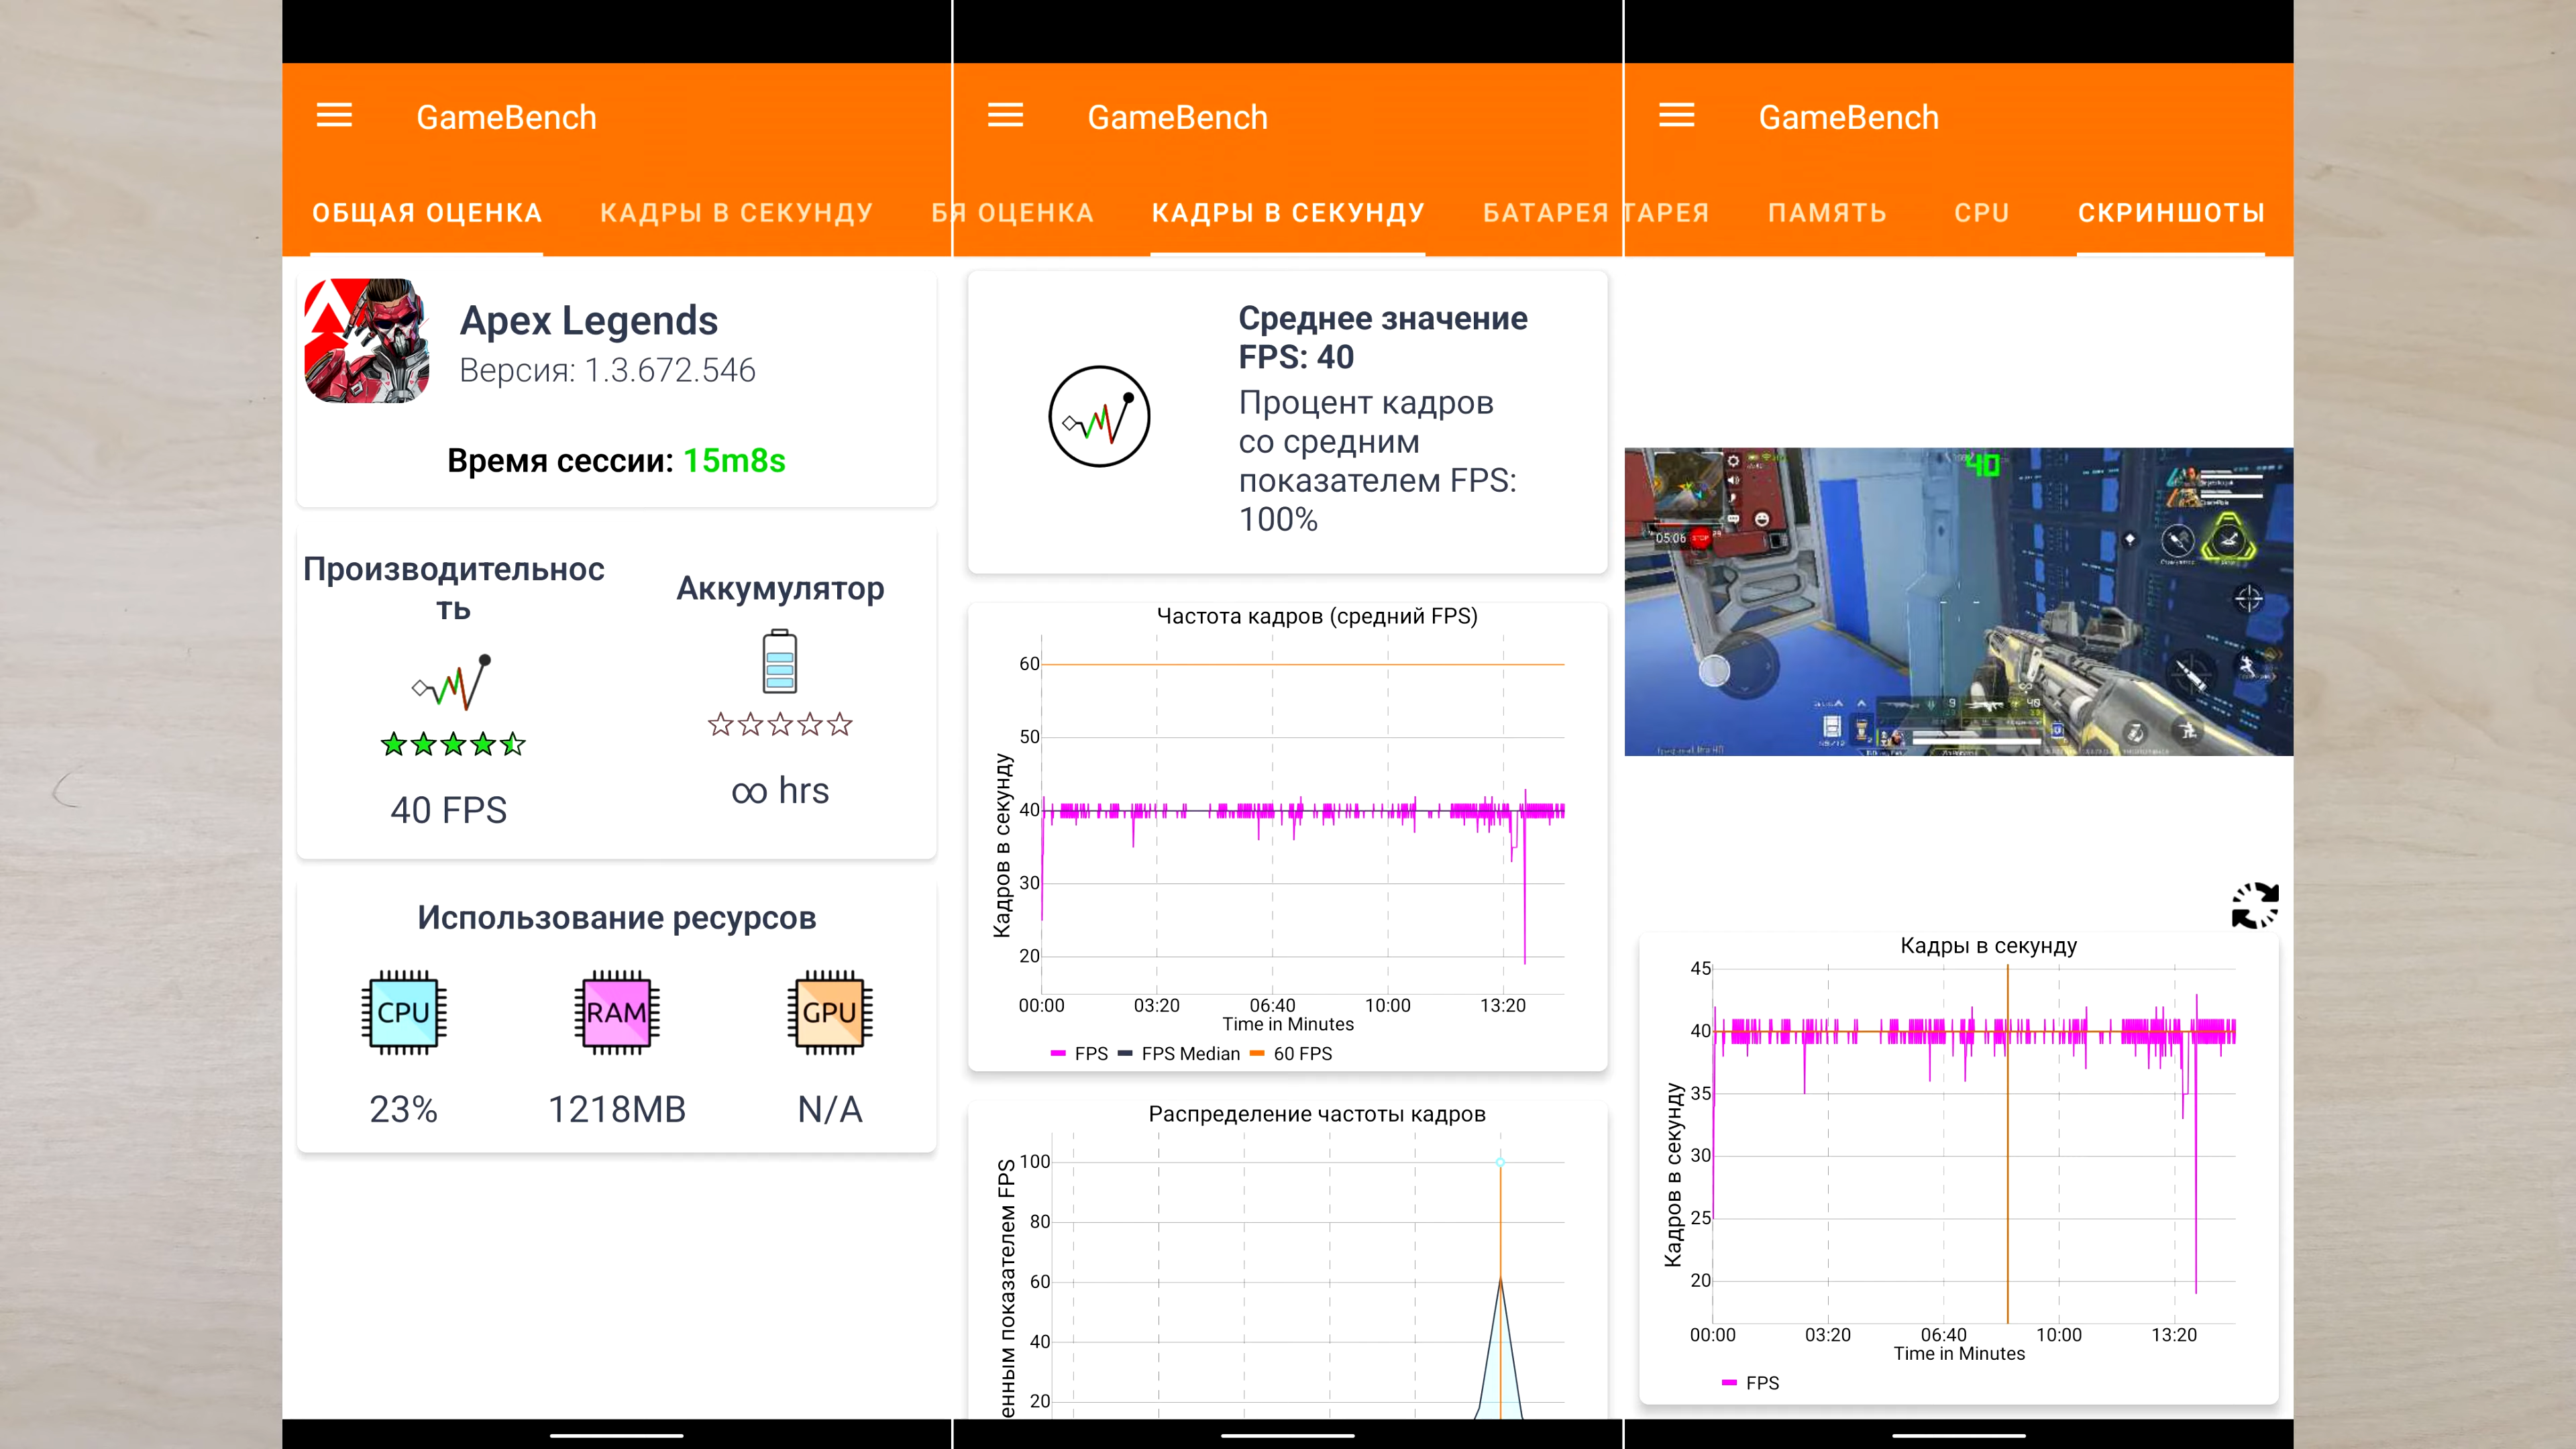 GameBench
ОБЩАЯ ОЦЕНКА
КАДРЫ В СЕКУНДУ
Apex Legends
Версия: 1.3.672.546
Время сессии: 15m8s
Производительнос
ть
40 FPS
Аккумулятор
∞ hrs
Использование ресурсов
CPU
RAM
GPU
23%
1218MB
N/A
GameBench
Я ОЦЕНКА
КАДРЫ В СЕКУНДУ
БАТАРЕЯ
Среднее значение
FPS: 40
Процент кадров
со средним
показателем FPS:
100%
Частота кадров (средний FPS)
Кадров в секунду
60
50
40
30
20
00:00 03:20 06:40 10:00 13:20
Time in Minutes
FPS FPS Median 60 FPS
Распределение частоты кадров
енным показателем FPS
100
80
60
40
20
GameBench
ТАРЕЯ
ПАМЯТЬ
CPU
СКРИНШОТЫ
40
05:06
STOP
9
40
Кадры в секунду
Кадров в секунду
45
40
35
30
25
20
00:00 03:20 06:40 10:00 13:20
Time in Minutes
FPS